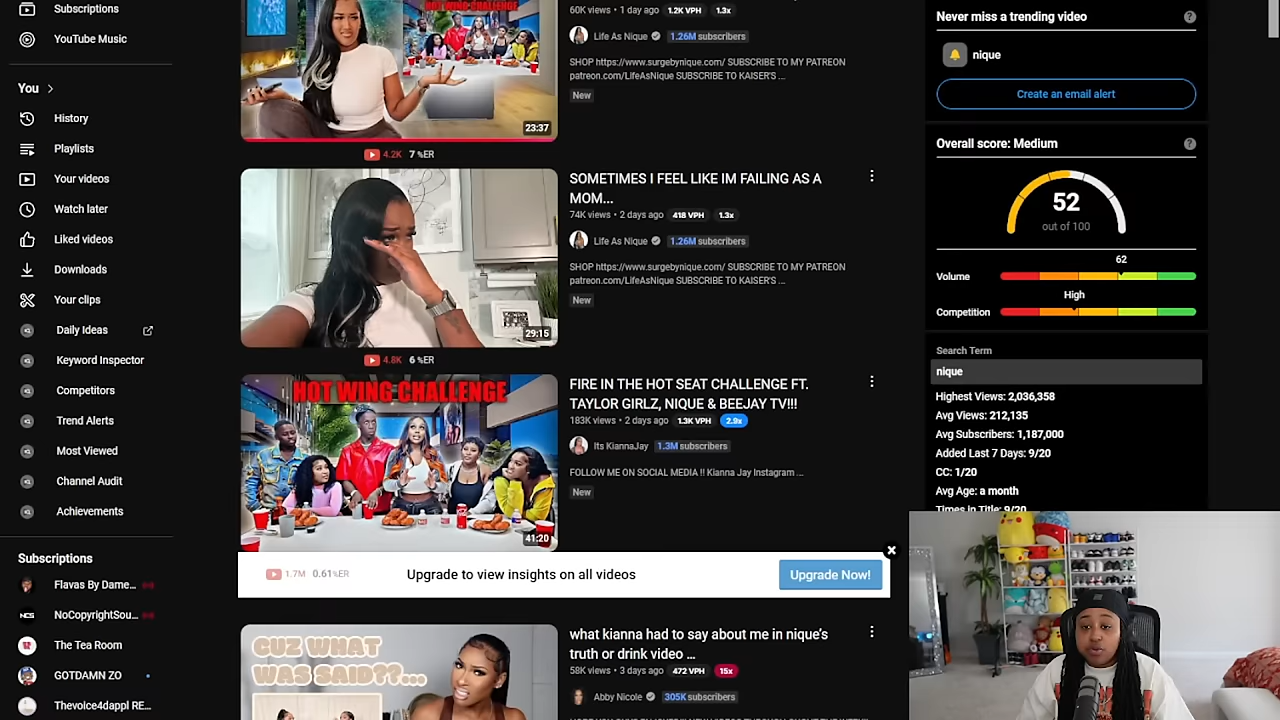 Subscriptions
YouTube Music
You
History
Playlists
Your videos
Watch later
Liked videos
Downloads
Your clips
Daily Ideas
Keyword Inspector
Competitors
Trend Alerts
Most Viewed
Channel Audit
Achievements
Subscriptions
Flavas By Dame...
NoCopyrightSou...
The Tea Room
GOTDAMN ZO
Thevoiceofdappl RE...
HOT WING CHALLENGE
23:37
4.2K 7 %ER
60K views • 1 day ago 1.2K VPH 1.3x
Life As Nique 1.26M subscribers
SHOP https://www.surgebynique.com/ SUBSCRIBE TO MY PATREON
patreon.com/LifeAsNique SUBSCRIBE TO KAISER'S ...
New
29:15
4.8K 6 %ER
SOMETIMES I FEEL LIKE IM FAILING AS A
MOM...
74K views • 2 days ago 418 VPH 1.3x
Life As Nique 1.26M subscribers
SHOP https://www.surgebynique.com/ SUBSCRIBE TO MY PATREON
patreon.com/LifeAsNique SUBSCRIBE TO KAISER'S ...
New
HOT WING CHALLENGE
41:20
FIRE IN THE HOT SEAT CHALLENGE FT.
TAYLOR GIRLZ, NIQUE & BEEJAY TV!!!
183K views • 2 days ago 1.3K VPH 2.9x
Its KiannaJay 1.3M subscribers
FOLLOW ME ON SOCIAL MEDIA !! Kianna Jay Instagram ...
New
1.7M 0.61%ER
Upgrade to view insights on all videos
Upgrade Now!
CUZ WHAT
WAS SAID??...
what kianna had to say about me in nique's
truth or drink video ...
58K views • 3 days ago 472 VPH 15x
Abby Nicole 305K subscribers
Never miss a trending video
nique
Create an email alert
Overall score: Medium
52
out of 100
62
Volume
High
Competition
Search Term
nique
Highest Views: 2,036,358
Avg Views: 212,135
Avg Subscribers: 1,187,000
Added Last 7 Days: 9/20
CC: 1/20
Avg Age: a month
Times in Title: 9/20